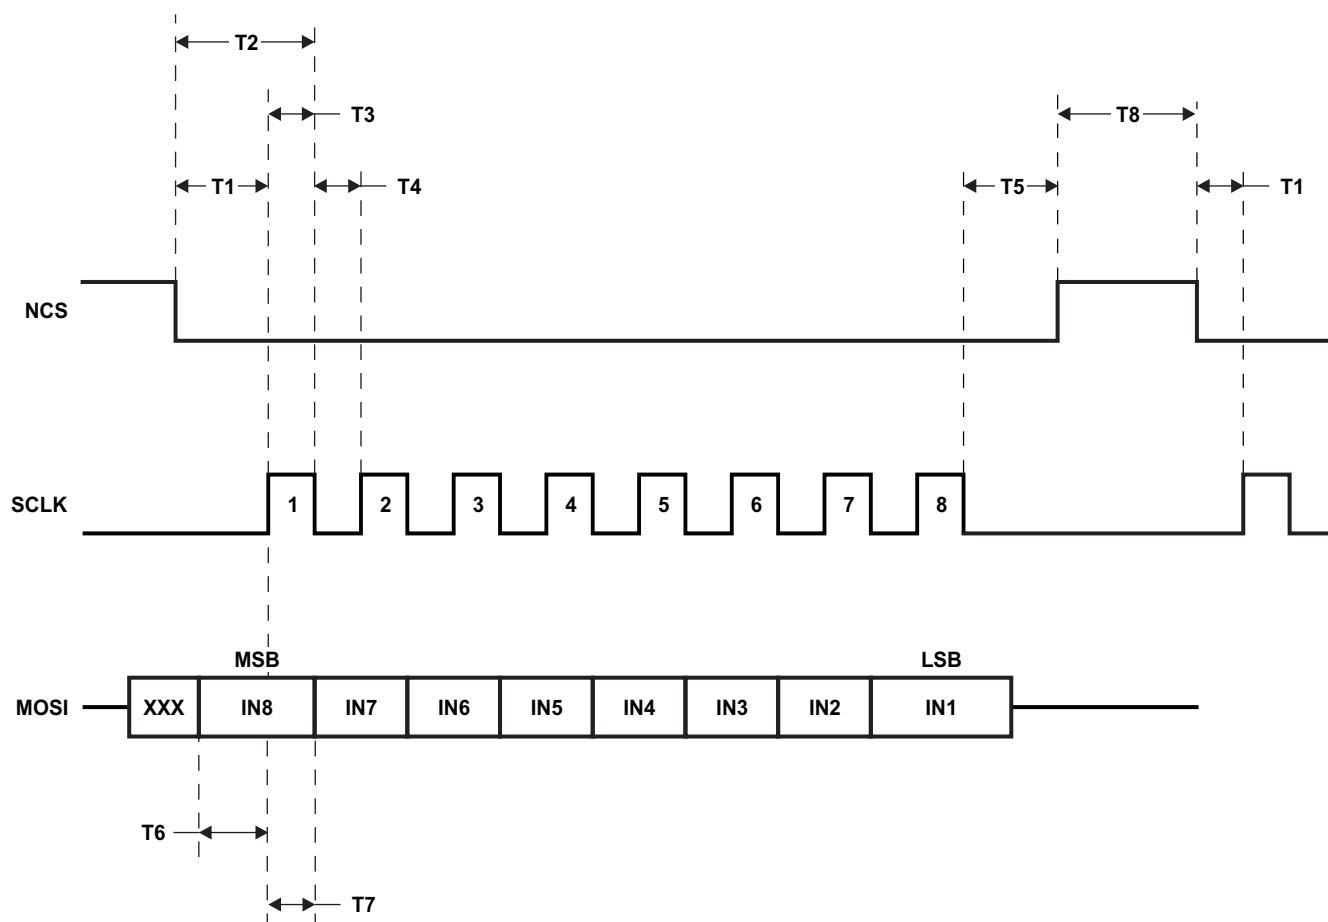 T2
T3
T8
T1 T4 T5 T1
NCS
SCLK 1 2 3 4 5 6 7 8
MSB LSB
MOSI XXX IN8 IN7 IN6 IN5 IN4 IN3 IN2 IN1
T6
T7